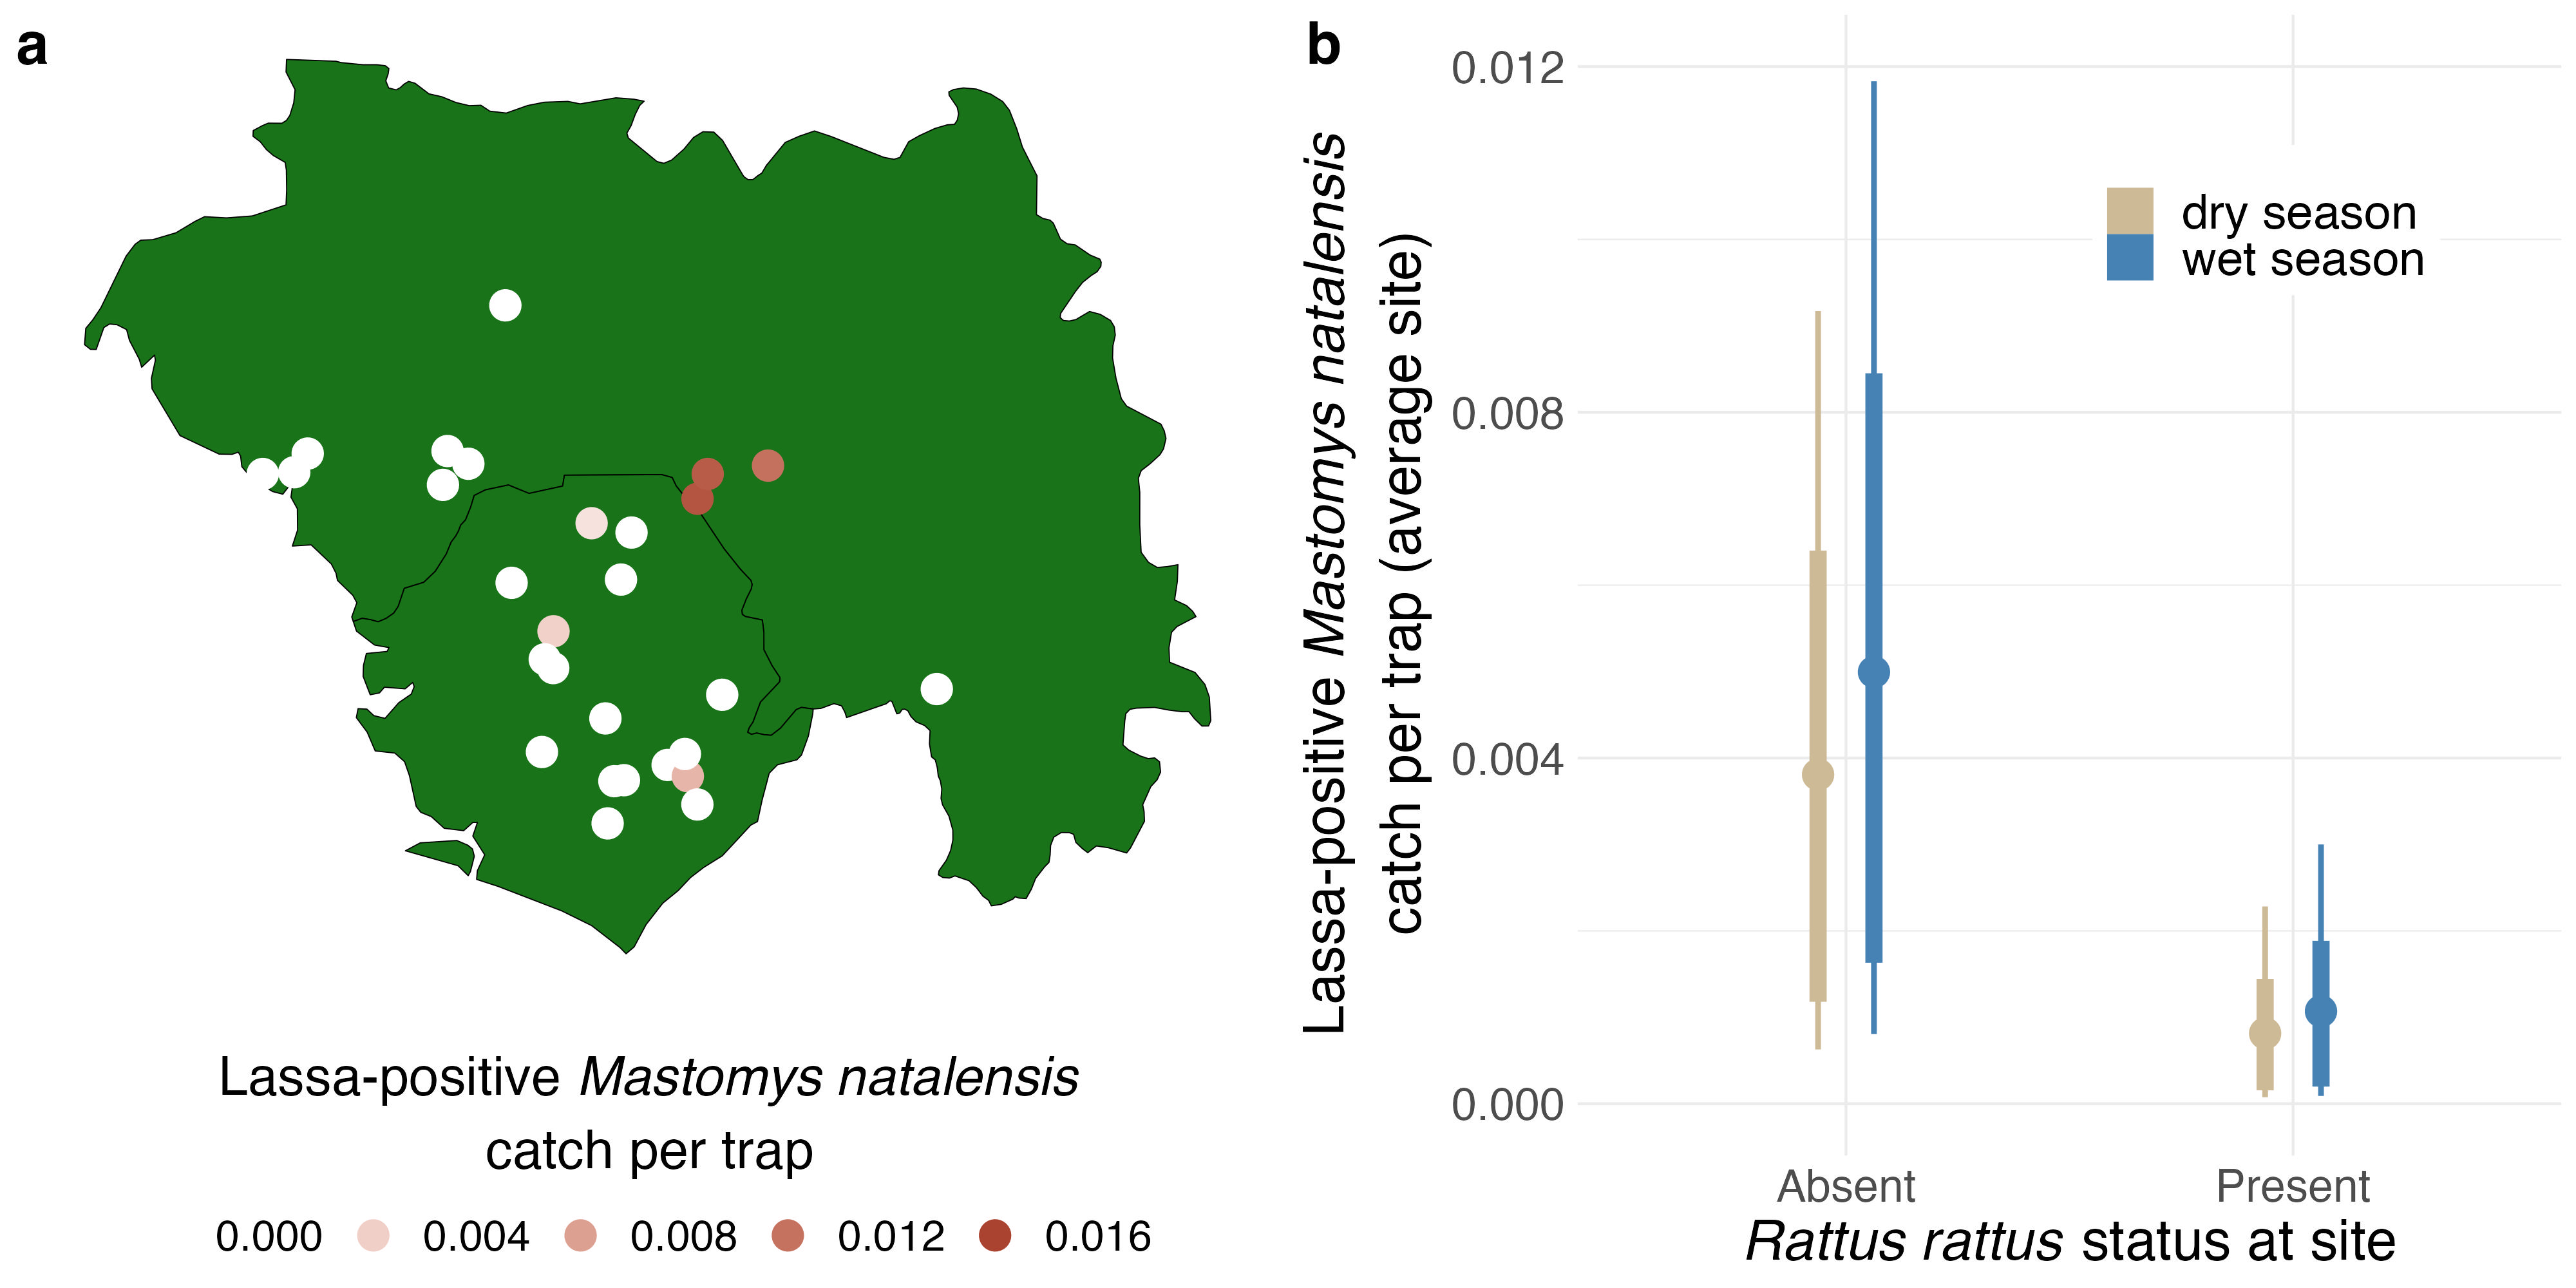 a
Lassa-positive Mastomys natalensis
catch per trap
0.000 0.004 0.008 0.012 0.016
b
Lassa-positive Mastomys natalensis
catch per trap (average site)
0.012
0.008
0.004
0.000
dry season
wet season
Absent Present
Rattus rattus status at site